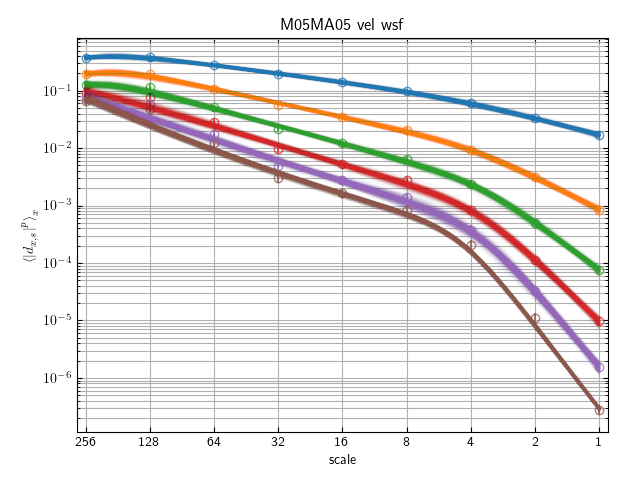 M05MA05 vel wsf
⟨|d_{x,s}|^p⟩_x
10^{-1}
10^{-2}
10^{-3}
10^{-4}
10^{-5}
10^{-6}
256 128 64 32 16 8 4 2 1
scale